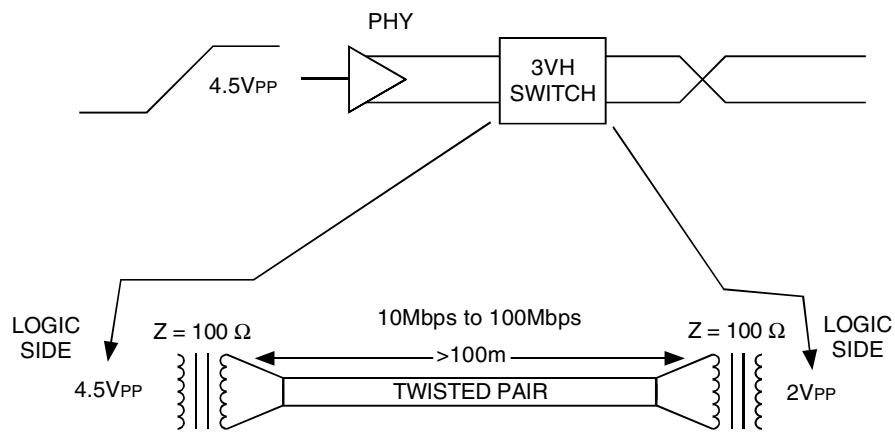 PHY
4.5VPP
3VH
SWITCH
LOGIC
SIDE
Z = 100 Ω
10Mbps to 100Mbps
Z = 100 Ω
LOGIC
SIDE
>100m
4.5VPP
TWISTED PAIR
2VPP